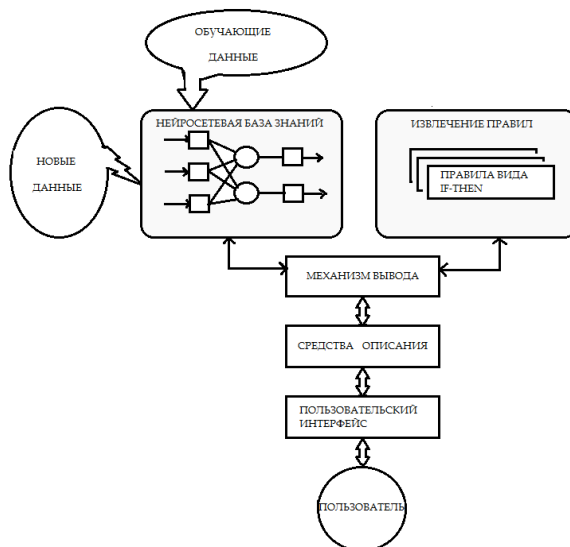 ОБУЧАЮЩИЕ
ДАННЫЕ
НЕЙРОСЕТЕВАЯ БАЗА ЗНАНИЙ
ИЗВЛЕЧЕНИЕ ПРАВИЛ
НОВЫЕ
ДАННЫЕ
ПРАВИЛА ВИДА
IF-THEN
МЕХАНИЗМ ВЫВОДА
СРЕДСТВА ОПИСАНИЯ
ПОЛЬЗОВАТЕЛЬСКИЙ
ИНТЕРФЕЙС
ПОЛЬЗОВАТЕЛЬ